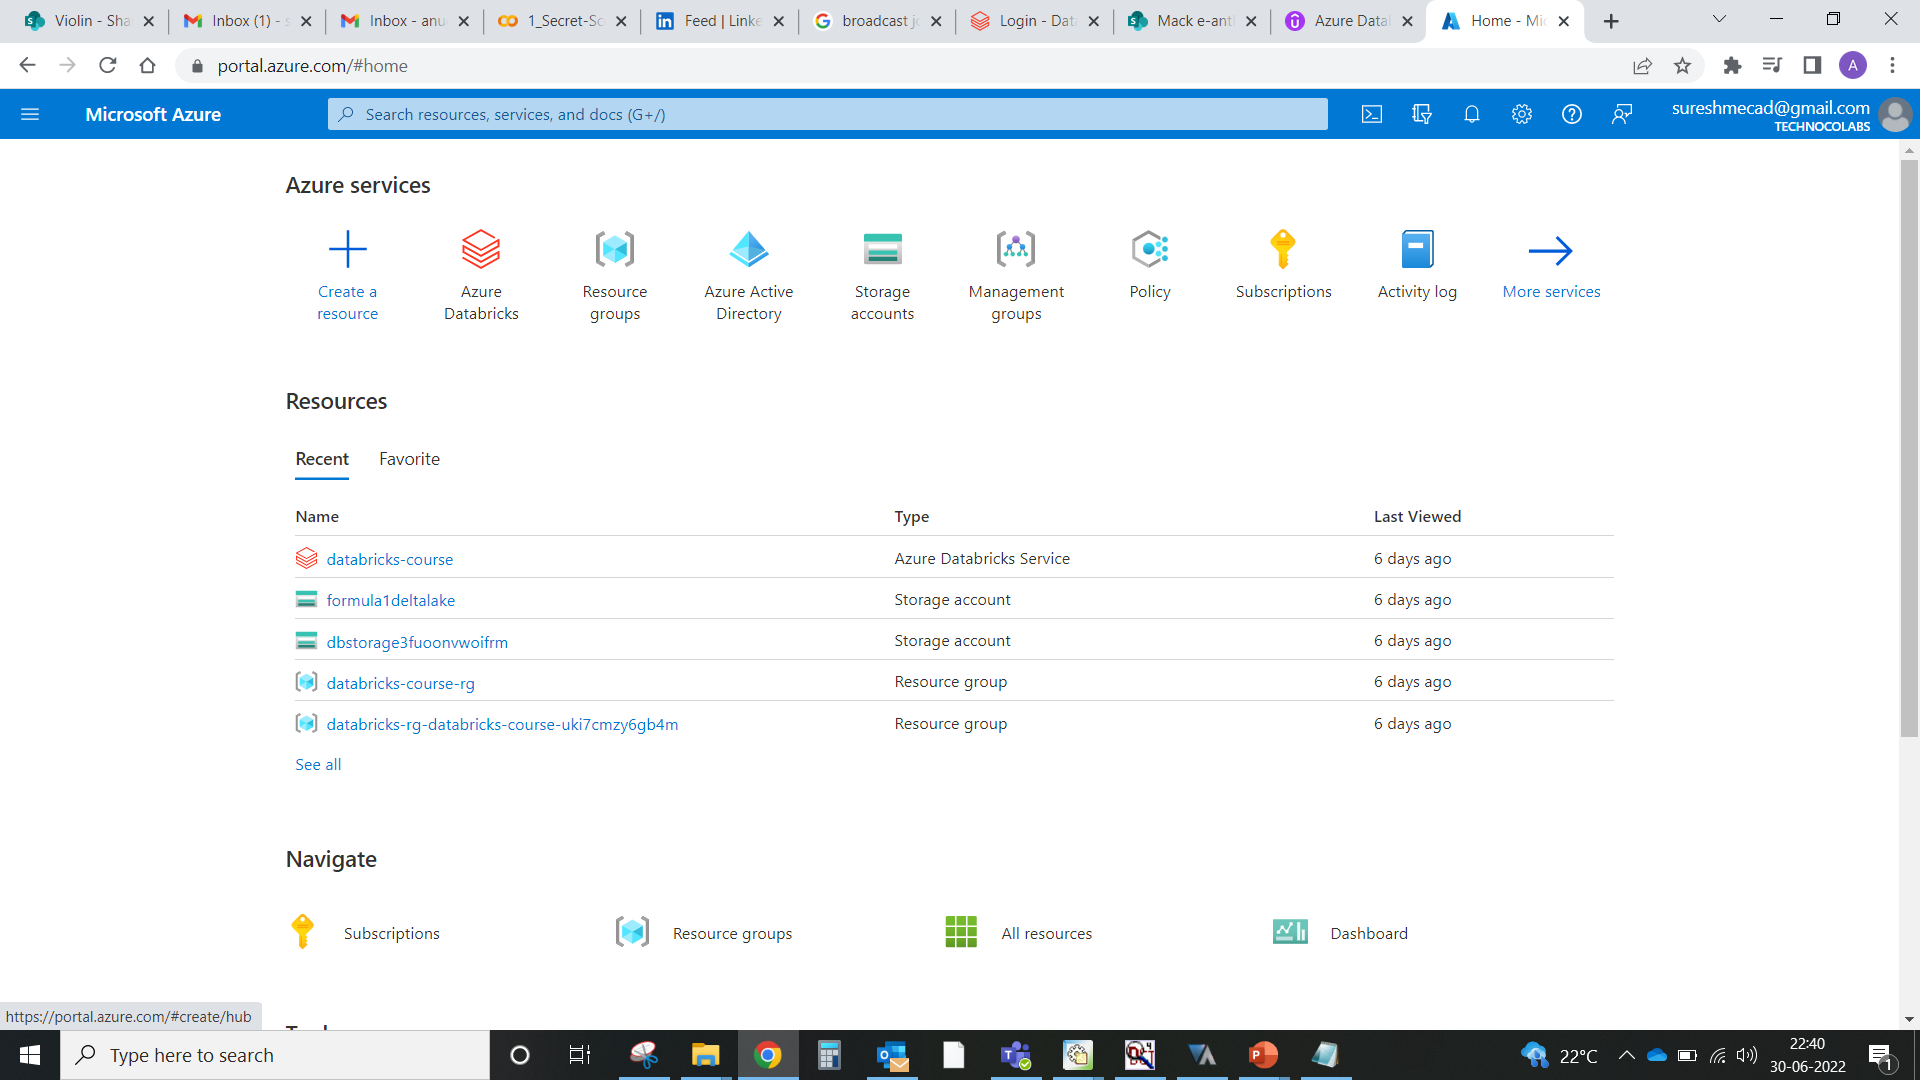 Violin - Sha
Inbox (1) - s
Inbox - anu
1_Secret-Sc
Feed | Linke
broadcast jo
Login - Data
Mack e-anth
Azure Datab
Home - Mic
portal.azure.com/#home
A
Microsoft Azure
Search resources, services, and docs (G+/)
sureshmecad@gmail.com
TECHNOCOLABS
Azure services
Create a resource
Azure Databricks
Resource groups
Azure Active Directory
Storage accounts
Management groups
Policy
Subscriptions
Activity log
More services
Resources
Recent Favorite
Name Type Last Viewed
databricks-course Azure Databricks Service 6 days ago
formula1deltalake Storage account 6 days ago
dbstorage3fuoonvwoifrm Storage account 6 days ago
databricks-course-rg Resource group 6 days ago
databricks-rg-databricks-course-uki7cmzy6gb4m Resource group 6 days ago
See all
Navigate
Subscriptions Resource groups All resources Dashboard
https://portal.azure.com/#create/hub
Type here to search
22°C
22:40
30-06-2022
1